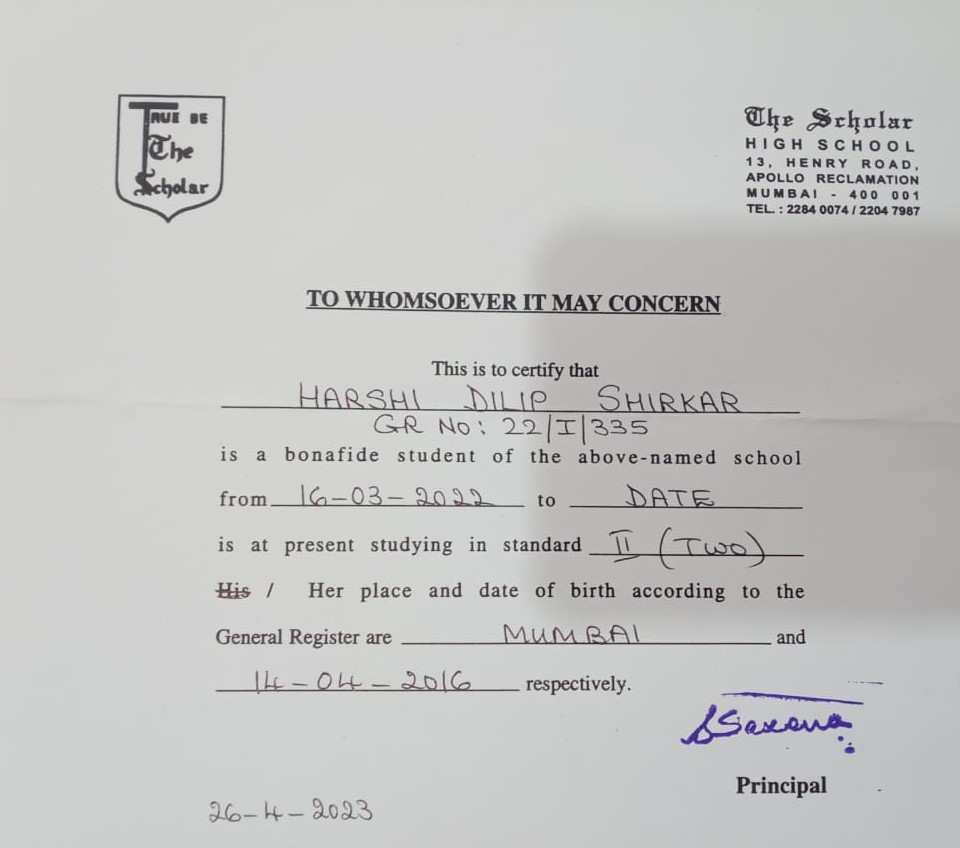 TRUE BE
The
Scholar
The Scholar
HIGH SCHOOL
13, HENRY ROAD,
APOLLO RECLAMATION
MUMBAI - 400 001
TEL. : 2284 0074 / 2204 7987
TO WHOMSOEVER IT MAY CONCERN
This is to certify that
HARSHI DILIP SHIRKAR
GR NO: 22/I/335
is a bonafide student of the above-named school
from 16-03-2022 to DATE
is at present studying in standard II (TWO)
His / Her place and date of birth according to the
General Register are MUMBAI and
14-04-2016 respectively.
SSaxena
Principal
26-4-2023